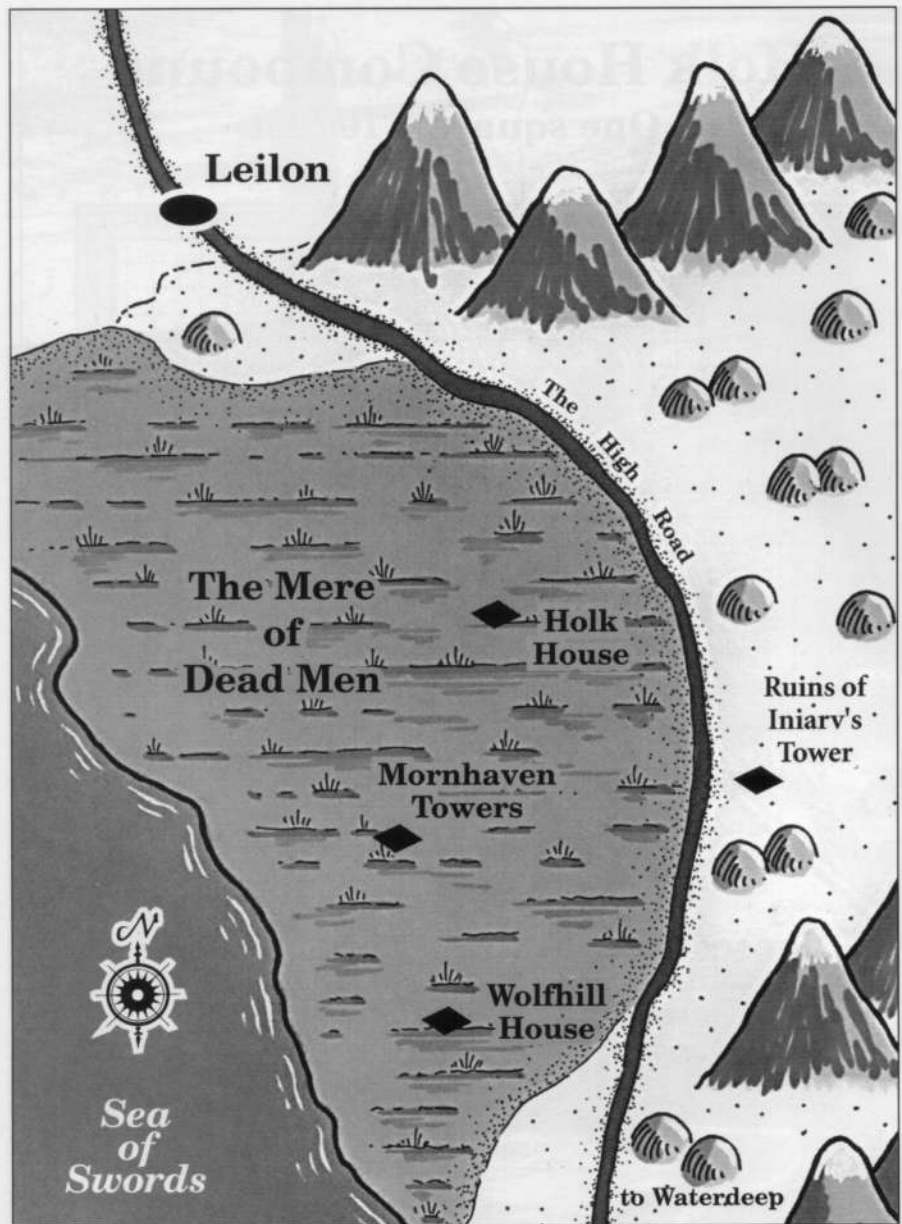 Leilon
The High Road
The Mere
of
Dead Men
Holk
House
Ruins of
Iniarv's
Tower
Mornhaven
Towers
N
Wolfhill
House
Sea
of
Swords
to Waterdeep